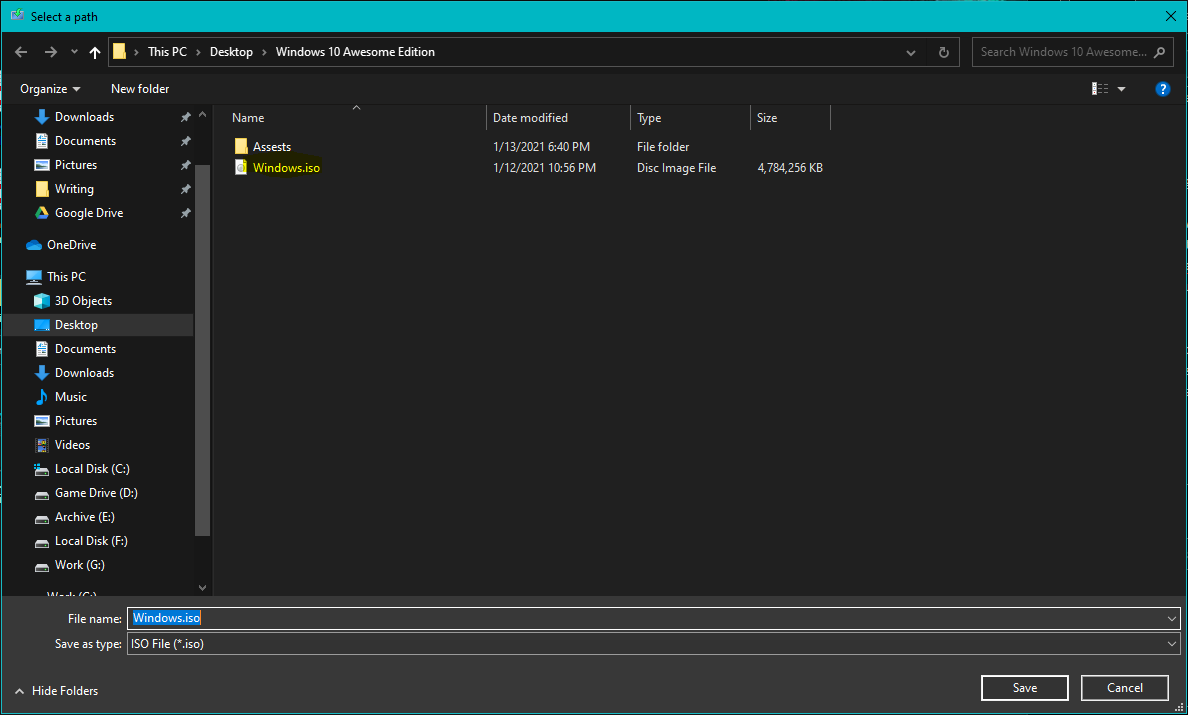 Select a path
This PC > Desktop > Windows 10 Awesome Edition
Search Windows 10 Awesome...
Organize
New folder
Downloads
Documents
Pictures
Writing
Google Drive
OneDrive
This PC
3D Objects
Desktop
Documents
Downloads
Music
Pictures
Videos
Local Disk (C:)
Game Drive (D:)
Archive (E:)
Local Disk (F:)
Work (G:)
Work (G:)
Name Date modified Type Size
Assests 1/13/2021 6:40 PM File folder
Windows.iso 1/12/2021 10:56 PM Disc Image File 4,784,256 KB
File name: Windows.iso
Save as type: ISO File (*.iso)
Hide Folders
Save
Cancel